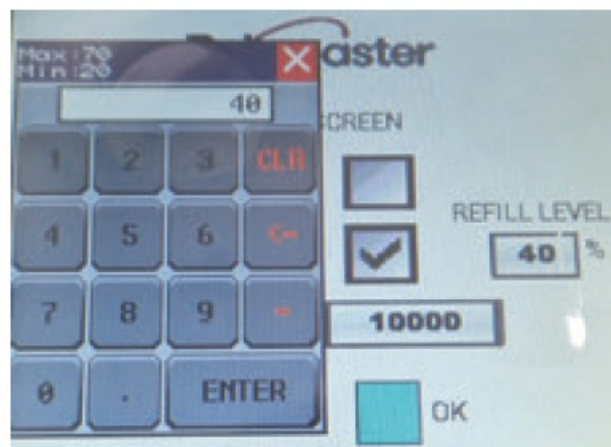 Max:70
Min:20
aster
40
SCREEN
1 2 3 CLR
4 5 6 <-
REFILL LEVEL
40 %
7 8 9 -
10000
0 . ENTER
OK